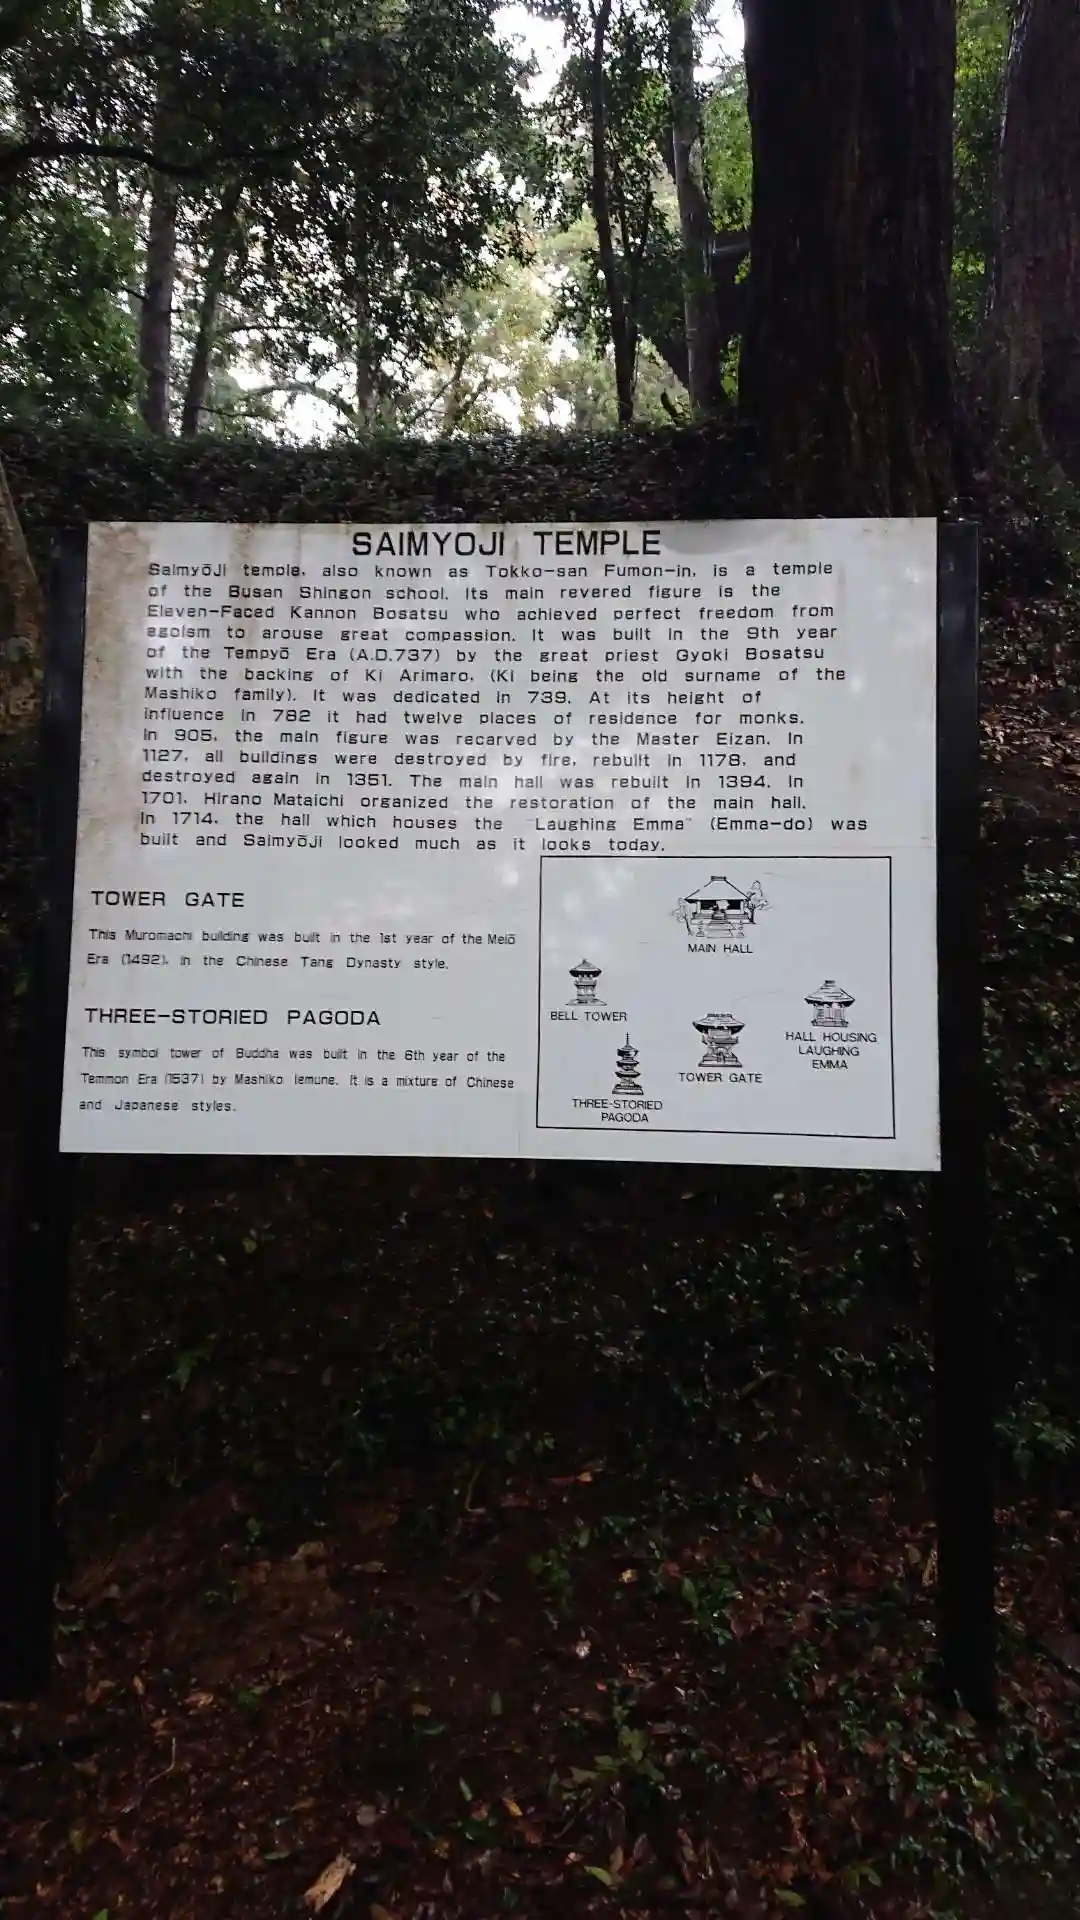 SAIMYOJI TEMPLE
SaimyōJi temple, also known as Tokko-san Fumon-in, is a temple
of the Busan Shingon school. Its main revered figure is the
Eleven-Faced Kannon Bosatsu who achieved perfect freedom from
egoism to arouse great compassion. It was built in the 9th year
of the Tempyō Era (A.D.737) by the great priest Gyoki Bosatsu
with the backing of Ki Arimaro, (Ki being the old surname of the
Mashiko family). It was dedicated in 739. At its height of
influence in 782 it had twelve places of residence for monks.
In 905, the main figure was recarved by the Master Eizan. In
1127, all buildings were destroyed by fire, rebuilt in 1178, and
destroyed again in 1351. The main hall was rebuilt in 1394. In
1701, Hirano Mataichi organized the restoration of the main hall.
In 1714, the hall which houses the "Laughing Emma" (Emma-do) was
built and SaimyōJi looked much as it looks today.
TOWER GATE
This Muromachi building was built in the 1st year of the Meiō
Era (1492), in the Chinese Tang Dynasty style.
THREE-STORIED PAGODA
This symbol tower of Buddha was built in the 6th year of the
Temmon Era (1537) by Mashiko Iemune. It is a mixture of Chinese
and Japanese styles.
MAIN HALL
BELL TOWER
HALL HOUSING
LAUGHING
EMMA
TOWER GATE
THREE-STORIED
PAGODA